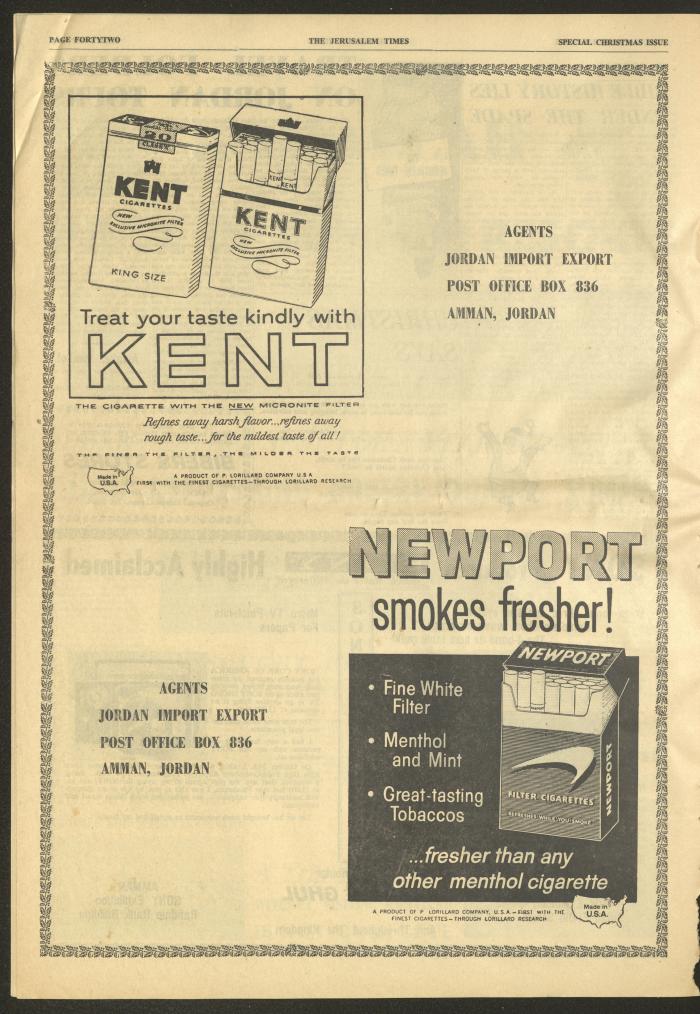 PAGE FORTYTWO
THE JERUSALEM TIMES
SPECIAL CHRISTMAS ISSUE
20
CLASS A
KENT
CIGARETTES
NEW
EXCLUSIVE MICRONITE FILTER
KING SIZE
KENT
KENT
KENT
CIGARETTES
NEW
EXCLUSIVE MICRONITE FILTER
Treat your taste kindly with
KENT
THE CIGARETTE WITH THE NEW MICRONITE FILTER
Refines away harsh flavor...refines away
rough taste...for the mildest taste of all!
THE FINER THE FILTER, THE MILDER THE TASTE
Made in
U.S.A.
A PRODUCT OF P. LORILLARD COMPANY U.S.A
FIRST WITH THE FINEST CIGARETTES—THROUGH LORILLARD RESEARCH
AGENTS
JORDAN IMPORT EXPORT
POST OFFICE BOX 836
AMMAN, JORDAN
NEWPORT
smokes fresher!
• Fine White
Filter
• Menthol
and Mint
• Great-tasting
Tobaccos
NEWPORT
NEWPORT
FILTER CIGARETTES
REFRESHES WHILE YOU SMOKE
...fresher than any
other menthol cigarette
A PRODUCT OF P. LORILLARD COMPANY, U.S.A.—FIRST WITH THE
FINEST CIGARETTES—THROUGH LORILLARD RESEARCH
Made in
U.S.A.
AGENTS
JORDAN IMPORT EXPORT
POST OFFICE BOX 836
AMMAN, JORDAN